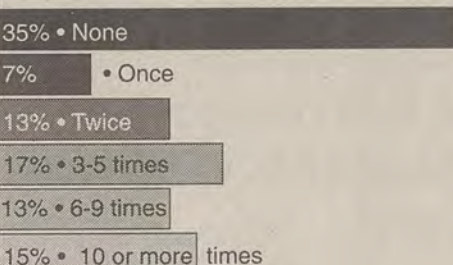 35% • None
7% • Once
13% • Twice
17% • 3-5 times
13% • 6-9 times
15% • 10 or more times